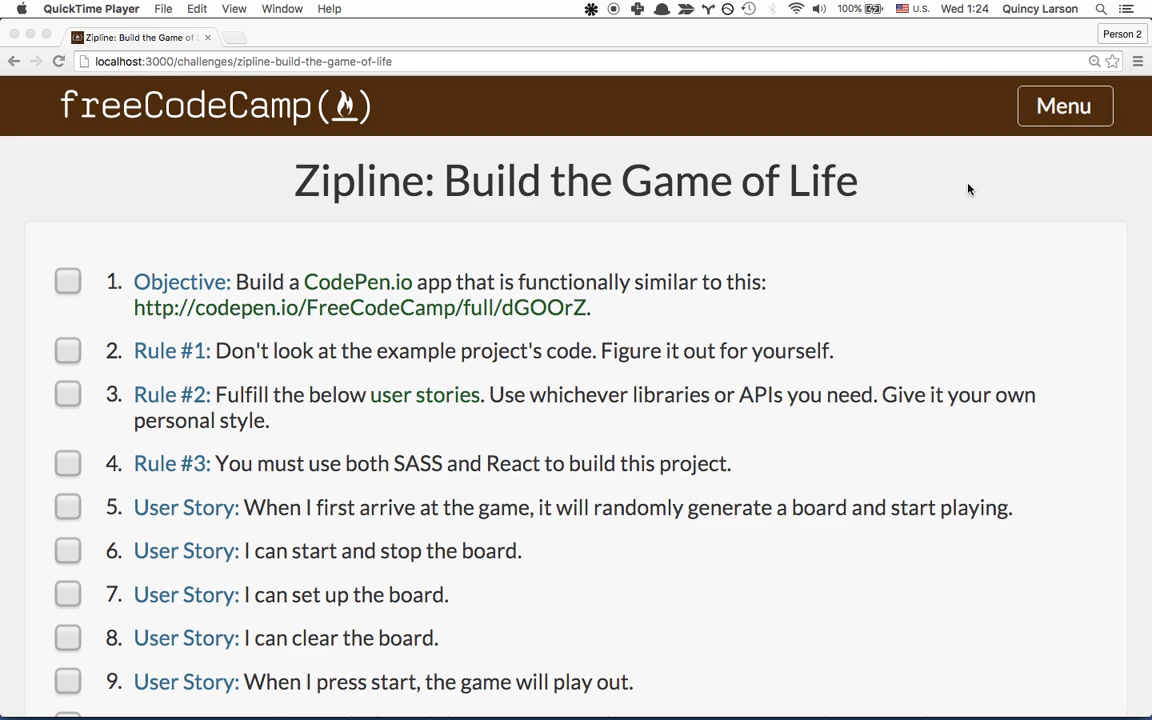 QuickTime Player File Edit View Window Help 100% U.S. Wed 1:24 Quincy Larson
Zipline: Build the Game of L Person 2
localhost:3000/challenges/zipline-build-the-game-of-life
freeCodeCamp Menu
Zipline: Build the Game of Life
1. Objective: Build a CodePen.io app that is functionally similar to this:
http://codepen.io/FreeCodeCamp/full/dGOOrZ.
2. Rule #1: Don't look at the example project's code. Figure it out for yourself.
3. Rule #2: Fulfill the below user stories. Use whichever libraries or APIs you need. Give it your own
personal style.
4. Rule #3: You must use both SASS and React to build this project.
5. User Story: When I first arrive at the game, it will randomly generate a board and start playing.
6. User Story: I can start and stop the board.
7. User Story: I can set up the board.
8. User Story: I can clear the board.
9. User Story: When I press start, the game will play out.